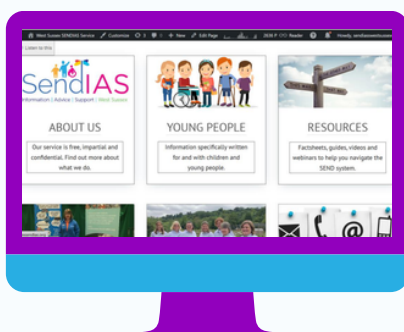 West Sussex SENDIAS Service Customize 3 New Edit Page Reader
Listen to this
SendIAS
Information | Advice | Support | West Sussex
ABOUT US
Our service is free, impartial and
confidential. Find out more about
what we do.
YOUNG PEOPLE
Information specifically written
for and with children and
young people.
RESOURCES
Factsheets, guides, videos and
webinars to help you navigate the
SEND system.